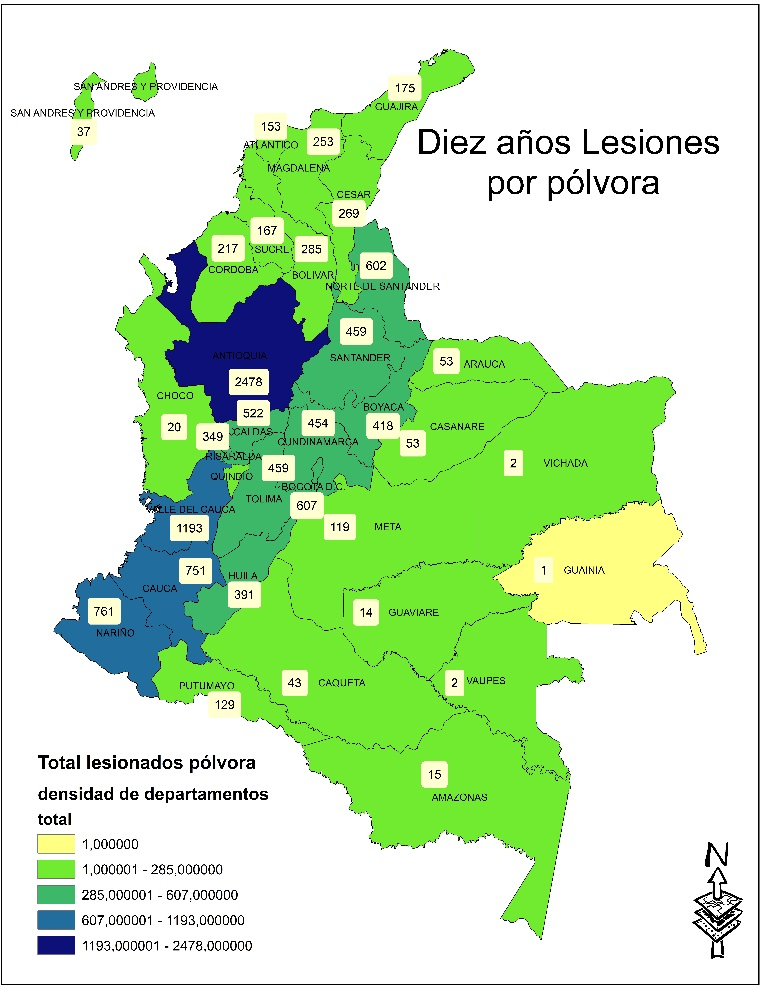 Diez años Lesiones
por pólvora
SAN ANDRES Y PROVIDENCIA
SAN ANDRES Y PROVIDENCIA
37
175
GUAJIRA
153
ATLANTICO
253
MAGDALENA
CESAR
269
167
SUCRE
217
CORDOBA
285
BOLIVAR
602
NORTE DE SANTANDER
459
SANTANDER
53
ARAUCA
ANTIOQUIA
2478
CHOCO
20
522
CALDAS
349
RISARALDA
454
CUNDINAMARCA
BOYACA
418
CASANARE
53
QUINDIO
459
TOLIMA
BOGOTA D.C.
607
2
VICHADA
VALLE DEL CAUCA
1193
119
META
751
CAUCA
HUILA
391
1
GUAINIA
761
NARIÑO
14
GUAVIARE
PUTUMAYO
129
43
CAQUETA
2
VAUPES
15
AMAZONAS
Total lesionados pólvora
densidad de departamentos
total
1,000000
1,000001 - 285,000000
285,000001 - 607,000000
607,000001 - 1193,000000
1193,000001 - 2478,000000
N